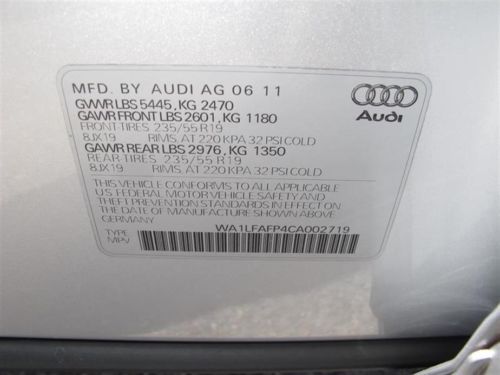 MFD. BY AUDI AG 06 11
GVWR LBS 5445, KG 2470
GAWR FRONT LBS 2601, KG 1180
FRONT-TIRES 235/55 R19
8JX19 RIMS, AT 220 KPA 32 PSI COLD
GAWR REAR LBS 2976, KG 1350
REAR TIRES 235/55 R19
8JX19 RIMS, AT 220 KPA 32 PSI COLD
THIS VEHICLE CONFORMS TO ALL APPLICABLE
U.S. FEDERAL MOTOR VEHICLE SAFETY AND
THEFT PREVENTION STANDARDS IN EFFECT ON
THE DATE OF MANUFACTURE SHOWN ABOVE.
WA1LFAFP4CA002719
TYPE
MPV
Audi